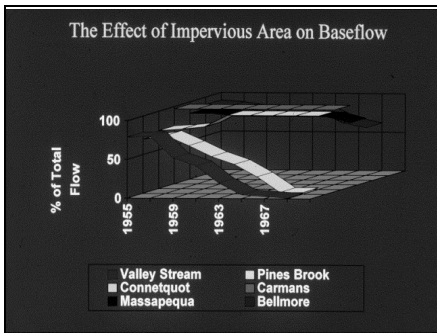 The Effect of Impervious Area on Baseflow
% of Total
Flow
100
50
0
1955
1959
1963
1967
Valley Stream
Pines Brook
Connetquot
Carmans
Massapequa
Bellmore